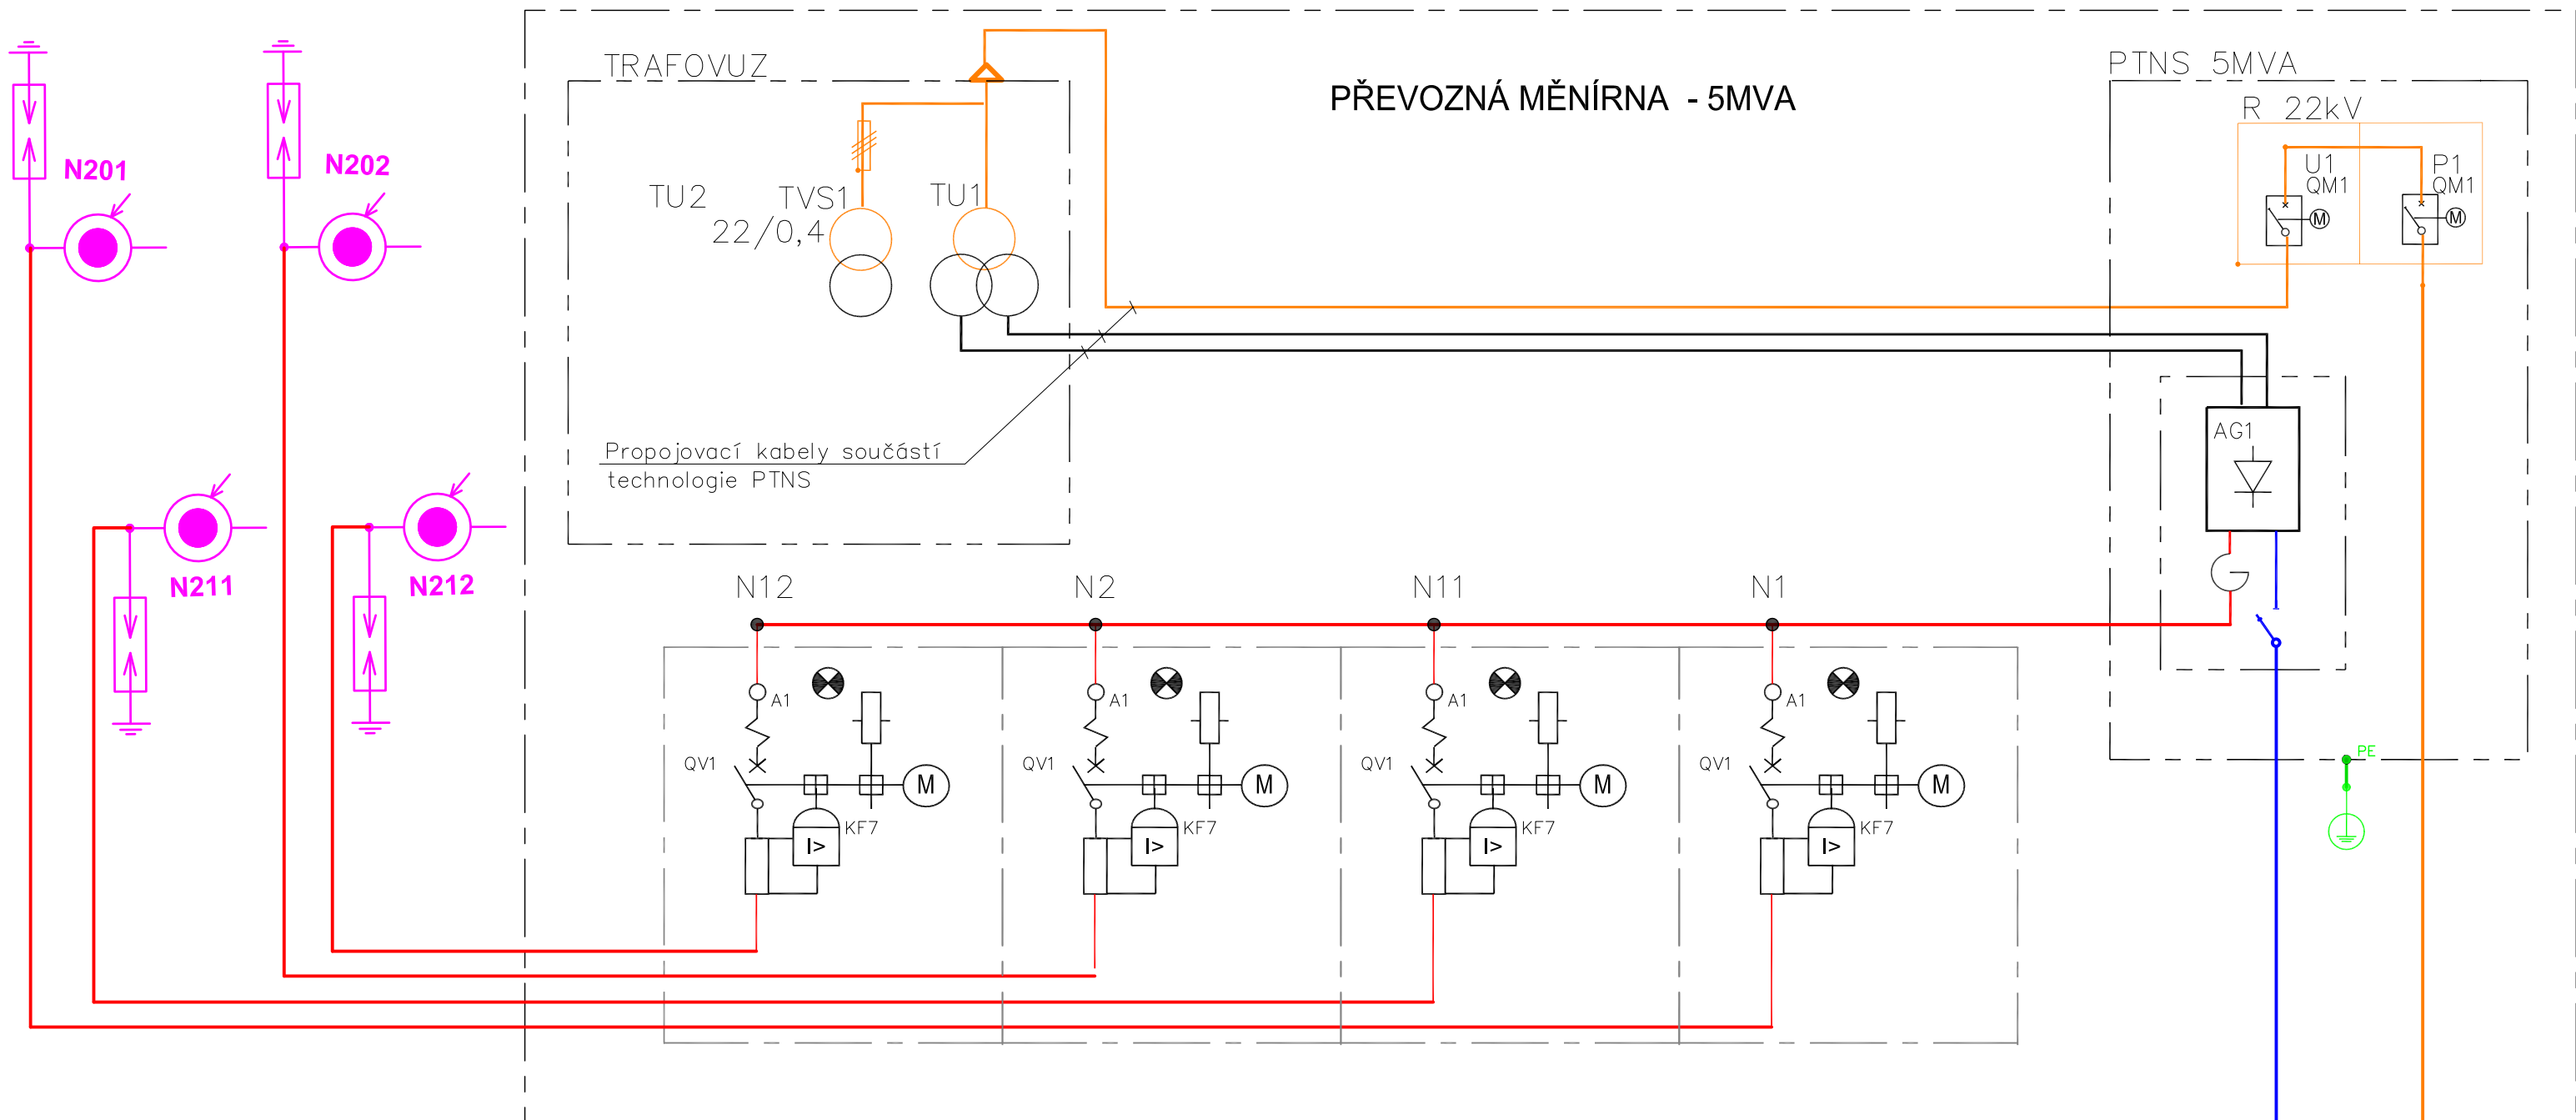 TRAFOVUZ
PŘEVOZNÁ MĚNÍRNA - 5MVA
PTNS 5MVA
R 22kV
U1
QM1
M
P1
QM1
M
N201
N202
TU2
TVS1
22/0,4
TU1
Propojovací kabely součástí
technologie PTNS
AG1
N211
N212
N12
N2
N11
N1
A1
A1
A1
A1
QV1
M
QV1
M
QV1
M
QV1
M
KF7
I>
KF7
I>
KF7
I>
KF7
I>
PE